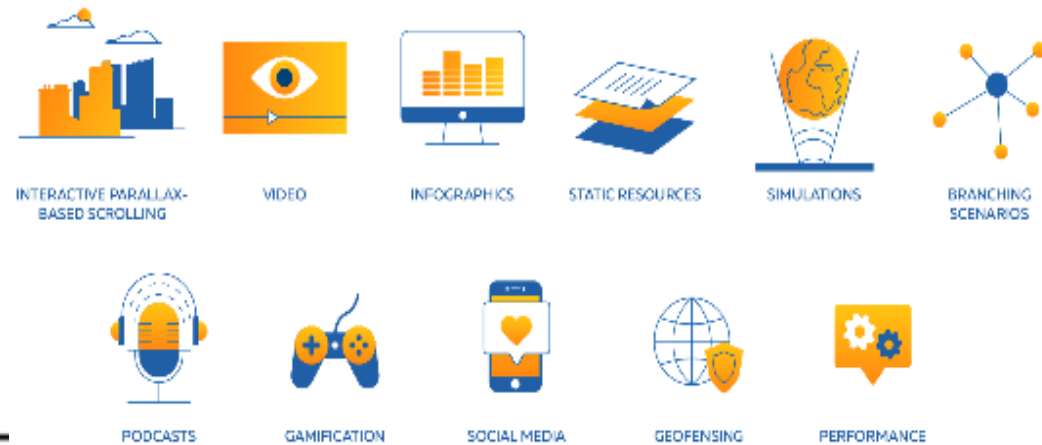 INTERACTIVE PARALLAX-
BASED SCROLLING
VIDEO
INFOGRAPHICS
STATIC RESOURCES
SIMULATIONS
BRANCHING
SCENARIOS
PODCASTS
GAMIFICATION
SOCIAL MEDIA
GEOFENSING
PERFORMANCE